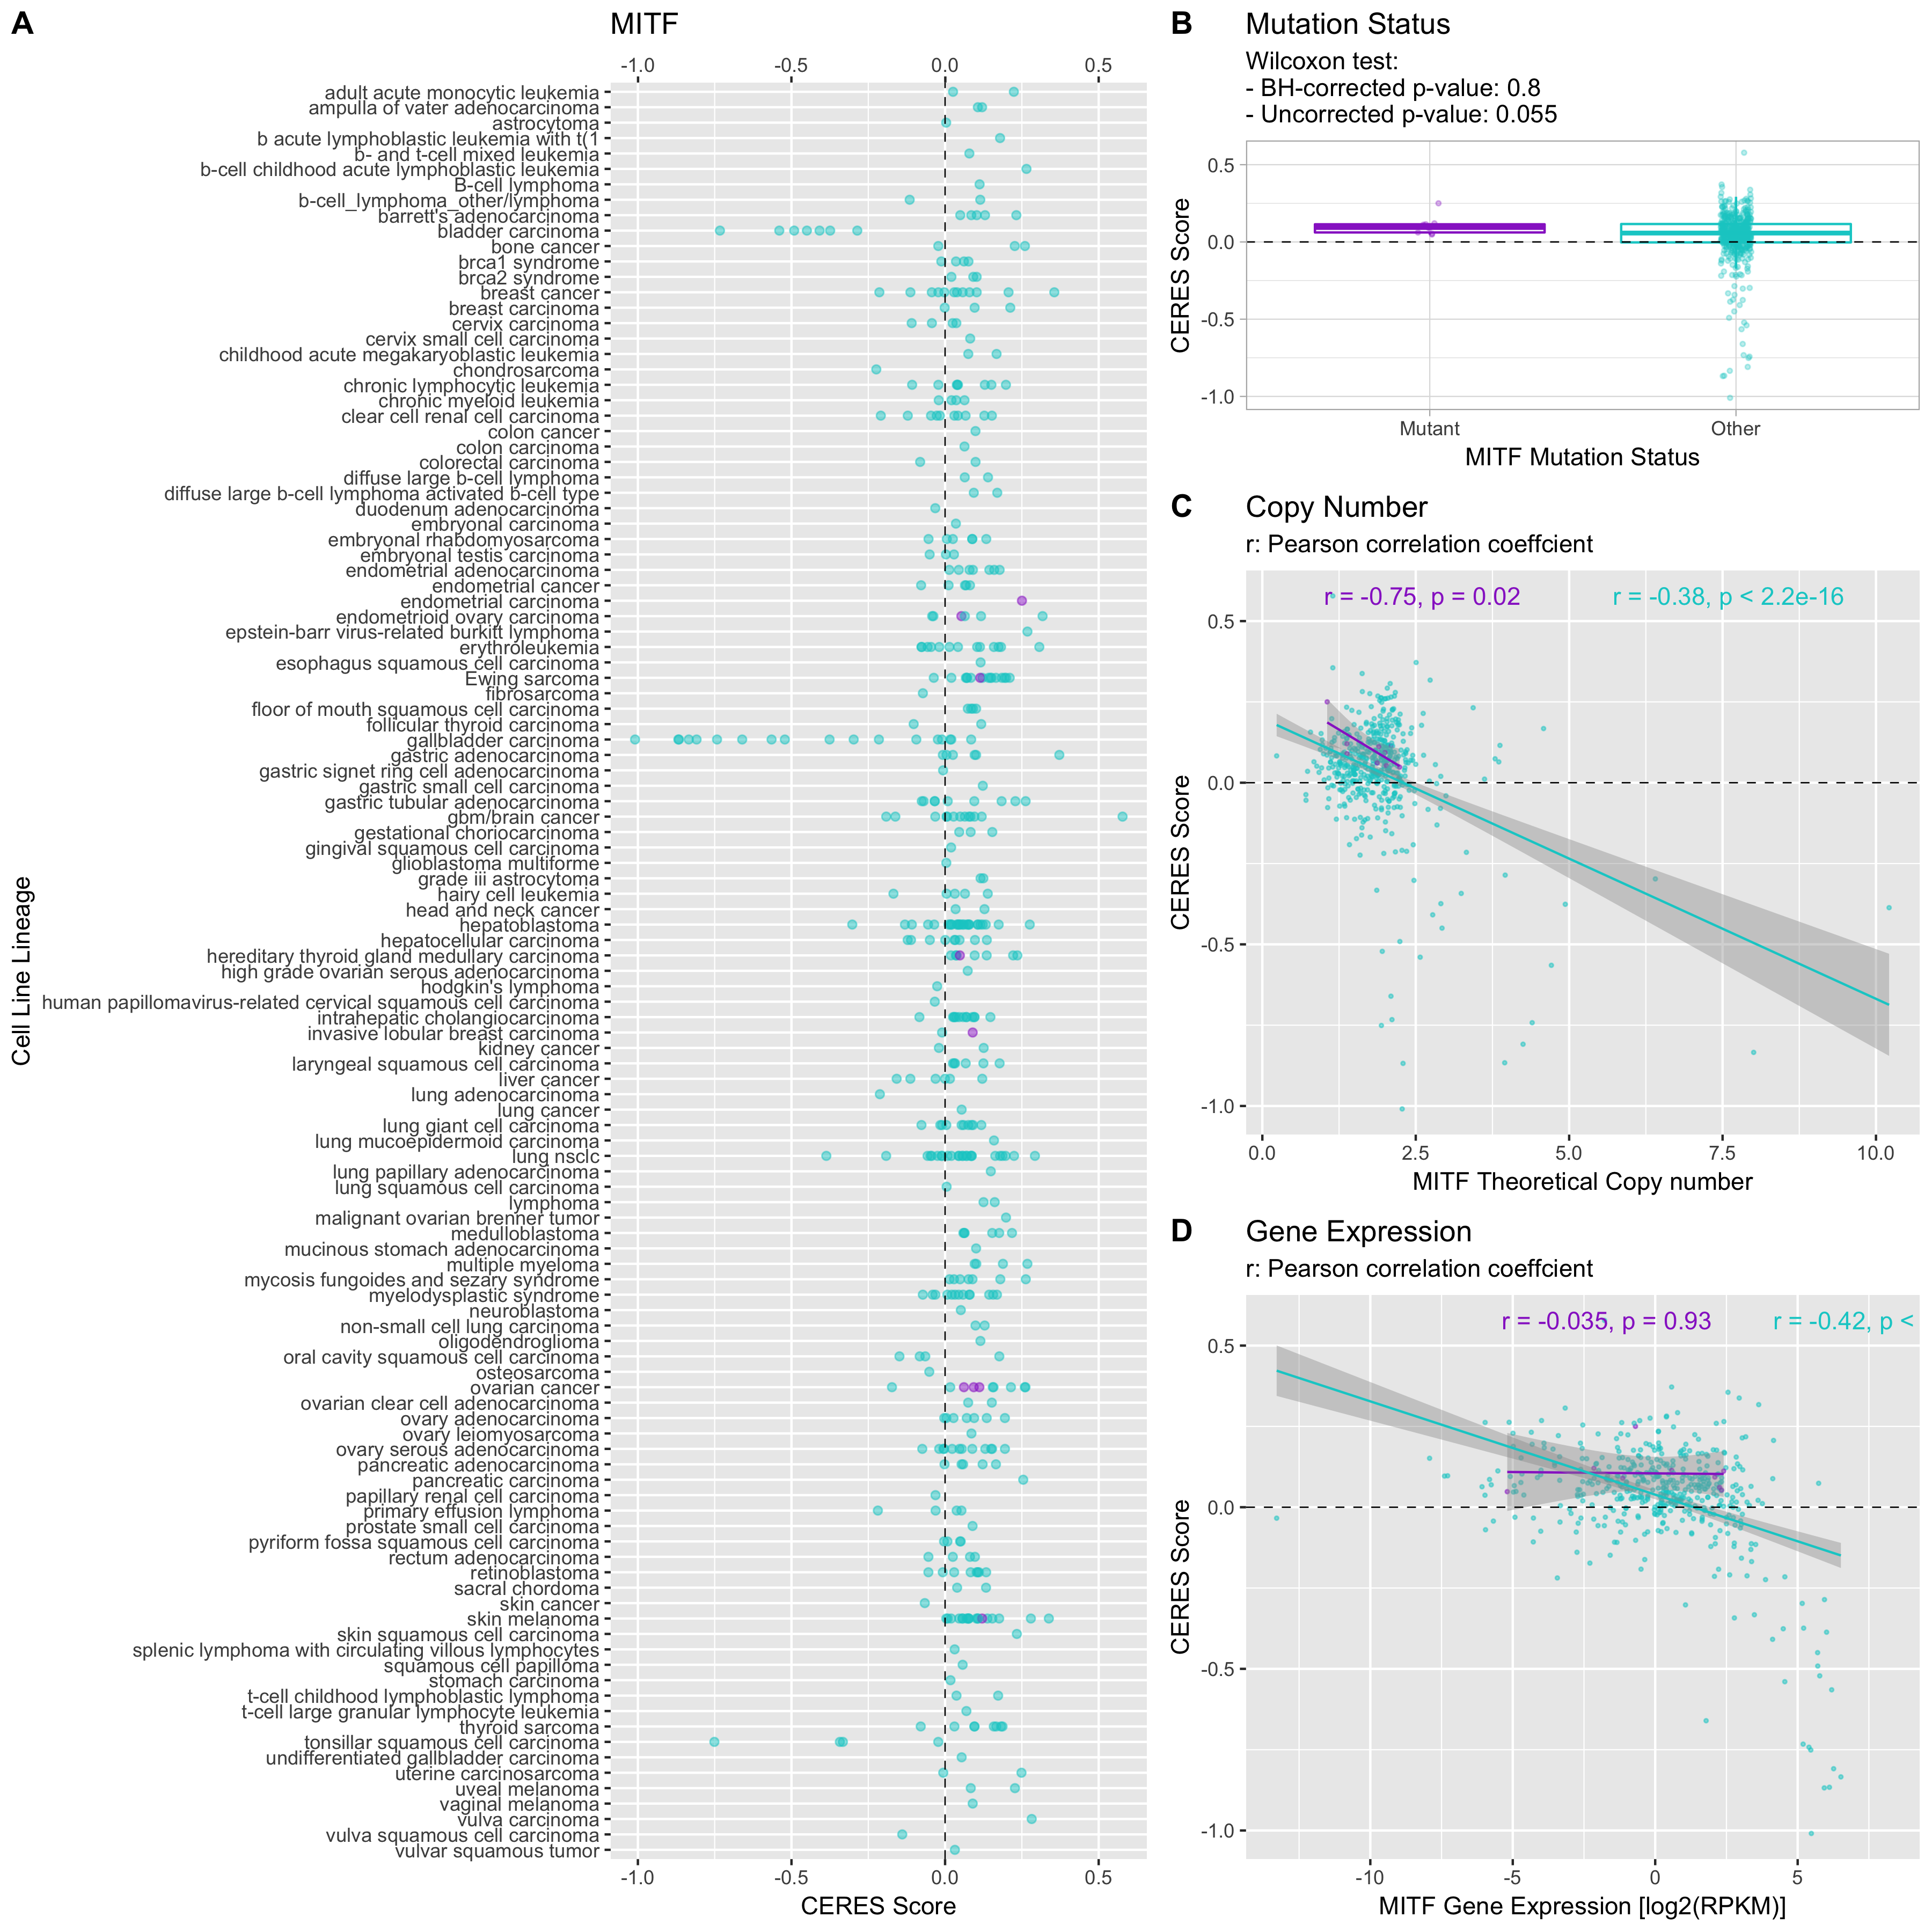 A
MITF
-1.0 -0.5 0.0 0.5
adult acute monocytic leukemia
ampulla of vater adenocarcinoma
astrocytoma
b acute lymphoblastic leukemia with t(1
b- and t-cell mixed leukemia
b-cell childhood acute lymphoblastic leukemia
B-cell lymphoma
b-cell_lymphoma_other/lymphoma
barrett's adenocarcinoma
bladder carcinoma
bone cancer
brca1 syndrome
brca2 syndrome
breast cancer
breast carcinoma
cervix carcinoma
cervix small cell carcinoma
childhood acute megakaryoblastic leukemia
chondrosarcoma
chronic lymphocytic leukemia
chronic myeloid leukemia
clear cell renal cell carcinoma
colon cancer
colon carcinoma
colorectal carcinoma
diffuse large b-cell lymphoma
diffuse large b-cell lymphoma activated b-cell type
duodenum adenocarcinoma
embryonal carcinoma
embryonal rhabdomyosarcoma
embryonal testis carcinoma
endometrial adenocarcinoma
endometrial cancer
endometrial carcinoma
endometrioid ovary carcinoma
epstein-barr virus-related burkitt lymphoma
erythroleukemia
esophagus squamous cell carcinoma
Ewing sarcoma
fibrosarcoma
floor of mouth squamous cell carcinoma
follicular thyroid carcinoma
gallbladder carcinoma
gastric adenocarcinoma
gastric signet ring cell adenocarcinoma
gastric small cell carcinoma
gastric tubular adenocarcinoma
gbm/brain cancer
gestational choriocarcinoma
gingival squamous cell carcinoma
glioblastoma multiforme
grade iii astrocytoma
hairy cell leukemia
head and neck cancer
hepatoblastoma
hepatocellular carcinoma
hereditary thyroid gland medullary carcinoma
high grade ovarian serous adenocarcinoma
hodgkin's lymphoma
human papillomavirus-related cervical squamous cell carcinoma
intrahepatic cholangiocarcinoma
invasive lobular breast carcinoma
kidney cancer
laryngeal squamous cell carcinoma
liver cancer
lung adenocarcinoma
lung cancer
lung giant cell carcinoma
lung mucoepidermoid carcinoma
lung nsclc
lung papillary adenocarcinoma
lung squamous cell carcinoma
lymphoma
malignant ovarian brenner tumor
medulloblastoma
mucinous stomach adenocarcinoma
multiple myeloma
mycosis fungoides and sezary syndrome
myelodysplastic syndrome
neuroblastoma
non-small cell lung carcinoma
oligodendroglioma
oral cavity squamous cell carcinoma
osteosarcoma
ovarian cancer
ovarian clear cell adenocarcinoma
ovary adenocarcinoma
ovary leiomyosarcoma
ovary serous adenocarcinoma
pancreatic adenocarcinoma
pancreatic carcinoma
papillary renal cell carcinoma
primary effusion lymphoma
prostate small cell carcinoma
pyriform fossa squamous cell carcinoma
rectum adenocarcinoma
retinoblastoma
sacral chordoma
skin cancer
skin melanoma
skin squamous cell carcinoma
splenic lymphoma with circulating villous lymphocytes
squamous cell papilloma
stomach carcinoma
t-cell childhood lymphoblastic lymphoma
t-cell large granular lymphocyte leukemia
thyroid sarcoma
tonsillar squamous cell carcinoma
undifferentiated gallbladder carcinoma
uterine carcinosarcoma
uveal melanoma
vaginal melanoma
vulva carcinoma
vulva squamous cell carcinoma
vulvar squamous tumor
-1.0 -0.5 0.0 0.5
CERES Score
Cell Line Lineage
B
Mutation Status
Wilcoxon test:
- BH-corrected p-value: 0.8
- Uncorrected p-value: 0.055
CERES Score
0.5
0.0
-0.5
-1.0
Mutant Other
MITF Mutation Status
C
Copy Number
r: Pearson correlation coeffcient
r = -0.75, p = 0.02 r = -0.38, p < 2.2e-16
CERES Score
0.5
0.0
-0.5
-1.0
0.0 2.5 5.0 7.5 10.0
MITF Theoretical Copy number
D
Gene Expression
r: Pearson correlation coeffcient
r = -0.035, p = 0.93 r = -0.42, p <
CERES Score
0.5
0.0
-0.5
-1.0
-10 -5 0 5
MITF Gene Expression [log2(RPKM)]